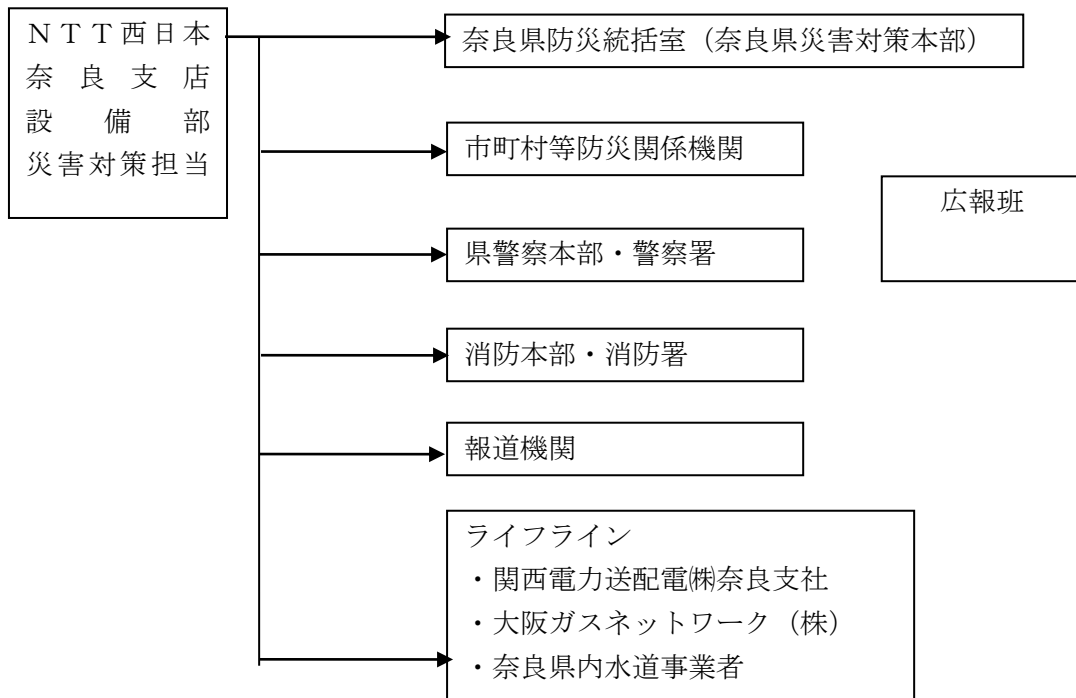 ＮＴＴ西日本
奈良支店
設備部
災害対策担当
奈良県防災統括室（奈良県災害対策本部）
市町村等防災関係機関
広報班
県警察本部・警察署
消防本部・消防署
報道機関
ライフライン
・関西電力送配電㈱奈良支社
・大阪ガスネットワーク（株）
・奈良県内水道事業者